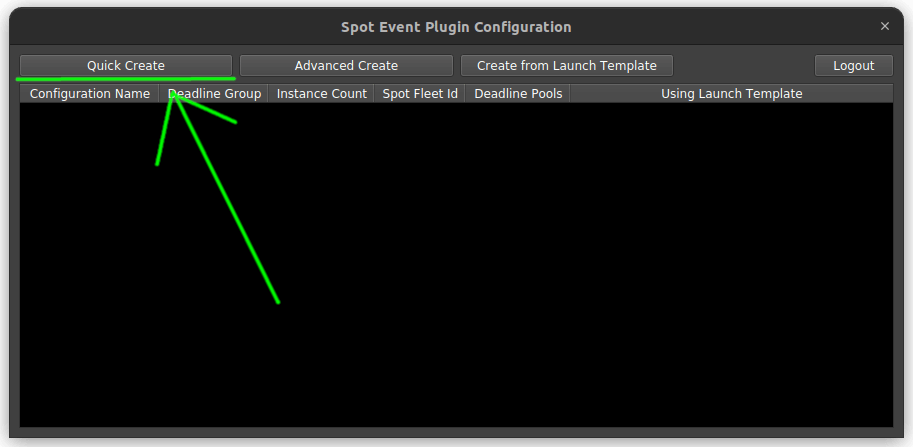 Spot Event Plugin Configuration
Quick Create Advanced Create Create from Launch Template Logout
Configuration Name Deadline Group Instance Count Spot Fleet Id Deadline Pools Using Launch Template